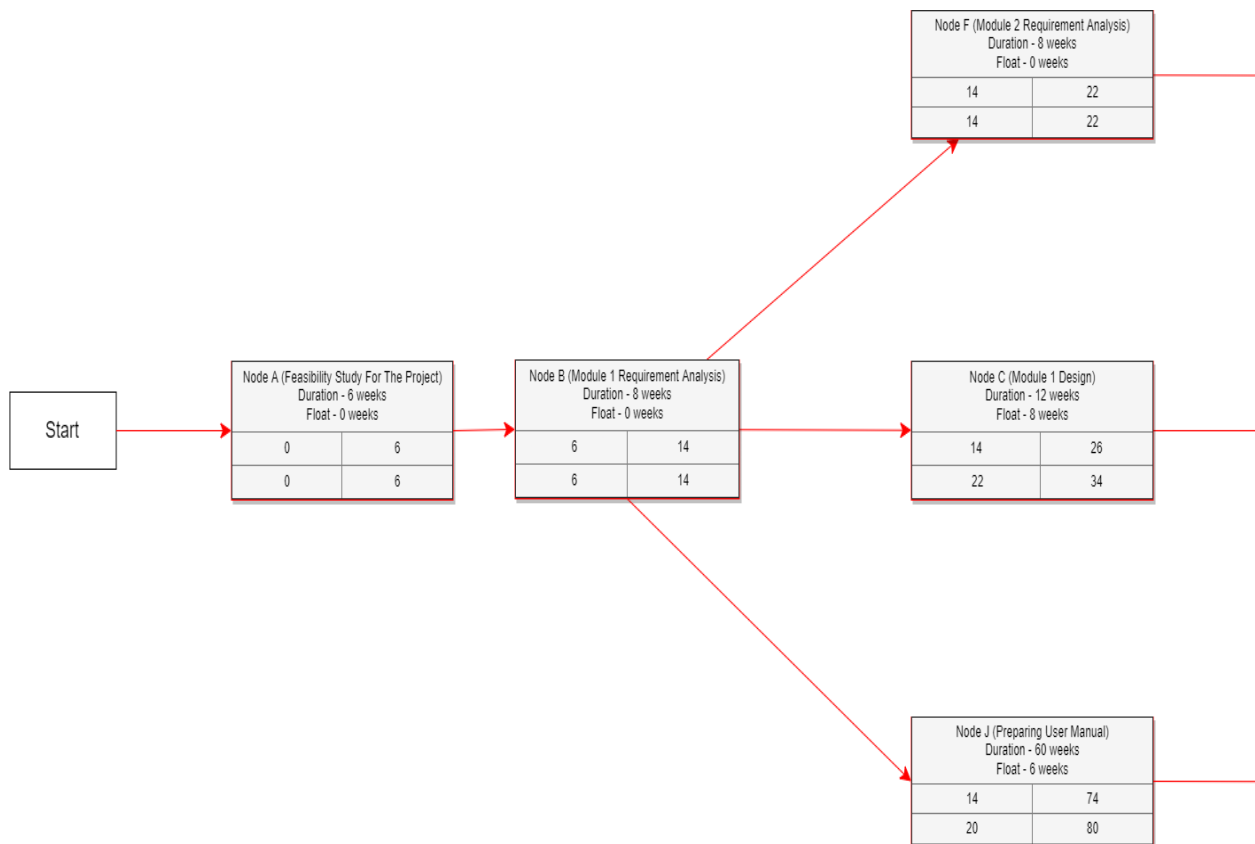 Node F (Module 2 Requirement Analysis)
Duration - 8 weeks
Float - 0 weeks
14 22
14 22
Start
Node A (Feasibility Study For The Project)
Duration - 6 weeks
Float - 0 weeks
0 6
0 6
Node B (Module 1 Requirement Analysis)
Duration - 8 weeks
Float - 0 weeks
6 14
6 14
Node C (Module 1 Design)
Duration - 12 weeks
Float - 8 weeks
14 26
22 34
Node J (Preparing User Manual)
Duration - 60 weeks
Float - 6 weeks
14 74
20 80